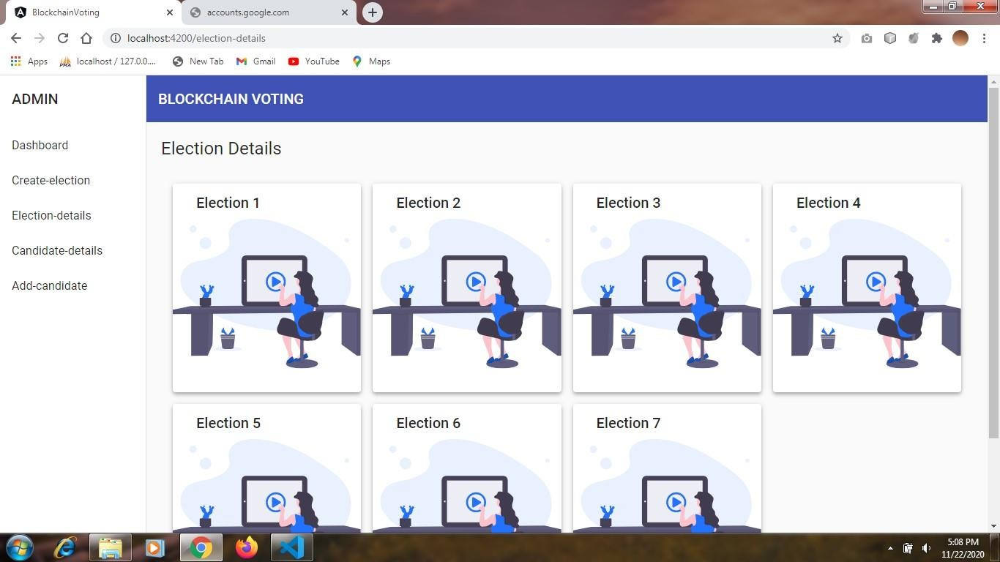 BlockchainVoting
accounts.google.com
localhost:4200/election-details
Apps
PMA
localhost / 127.0.0....
New Tab
Gmail
YouTube
Maps
ADMIN
BLOCKCHAIN VOTING
Dashboard
Create-election
Election-details
Candidate-details
Add-candidate
Election Details
Election 1
Election 2
Election 3
Election 4
Election 5
Election 6
Election 7
5:08 PM
11/22/2020